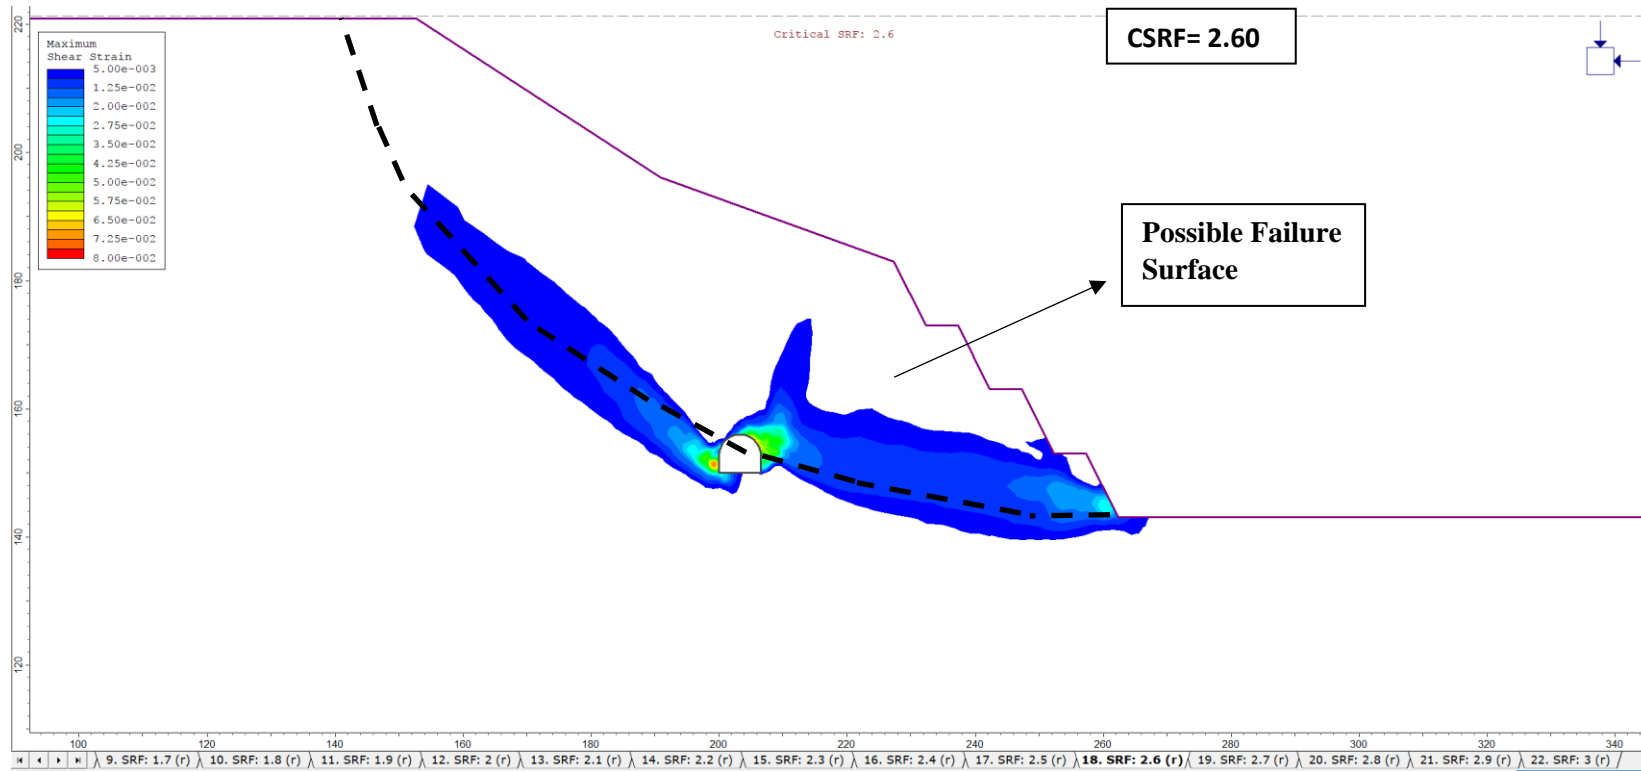 220
Critical SRF: 2.6
CSRF= 2.60
Maximum
Shear Strain
5.00e-003
1.25e-002
2.00e-002
2.75e-002
3.50e-002
4.25e-002
5.00e-002
5.75e-002
6.50e-002
7.25e-002
8.00e-002
200
Possible Failure
Surface
180
160
140
120
100 120 140 160 180 200 220 240 260 280 300 320 340
9. SRF: 1.7 (r) 10. SRF: 1.8 (r) 11. SRF: 1.9 (r) 12. SRF: 2 (r) 13. SRF: 2.1 (r) 14. SRF: 2.2 (r) 15. SRF: 2.3 (r) 16. SRF: 2.4 (r) 17. SRF: 2.5 (r) 18. SRF: 2.6 (r) 19. SRF: 2.7 (r) 20. SRF: 2.8 (r) 21. SRF: 2.9 (r) 22. SRF: 3 (r)